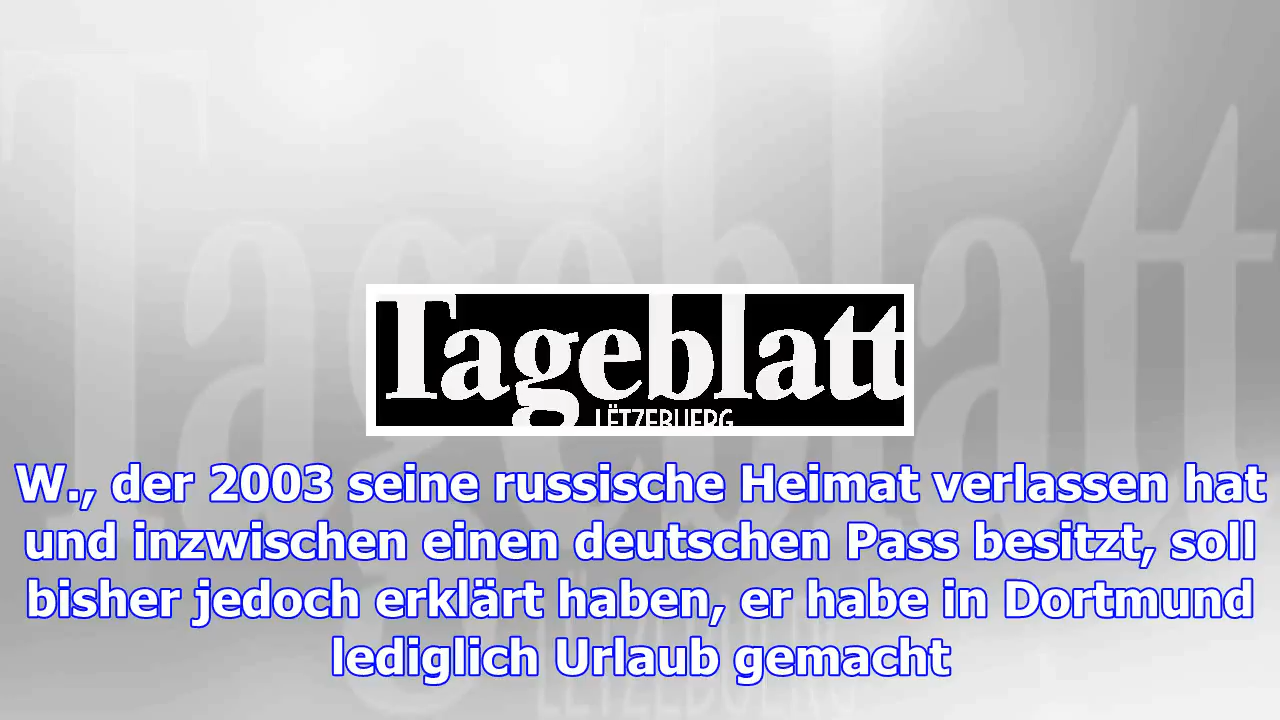 Tageblatt
LËTZEBUERG
W., der 2003 seine russische Heimat verlassen hat
und inzwischen einen deutschen Pass besitzt, soll
bisher jedoch erklärt haben, er habe in Dortmund
lediglich Urlaub gemacht